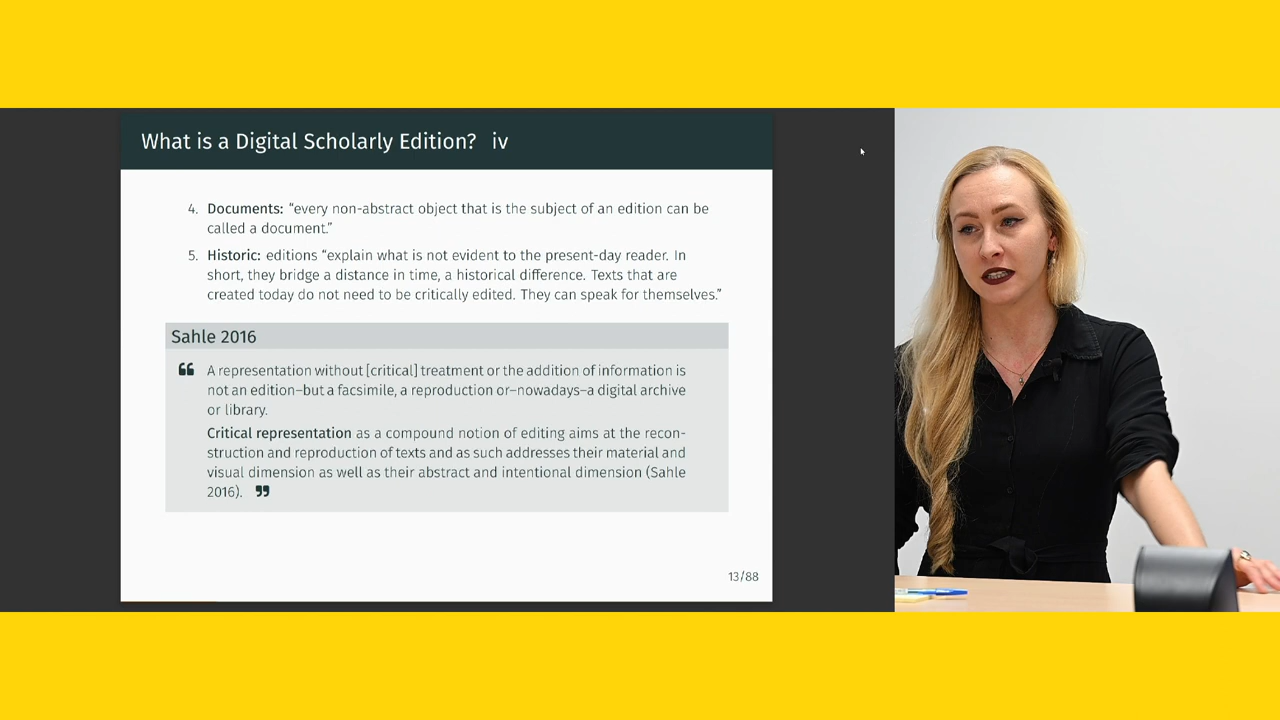 What is a Digital Scholarly Edition? iv
4. Documents: “every non-abstract object that is the subject of an edition can be
called a document.”
5. Historic: editions “explain what is not evident to the present-day reader. In
short, they bridge a distance in time, a historical difference. Texts that are
created today do not need to be critically edited. They can speak for themselves.”
Sahle 2016
“ A representation without [critical] treatment or the addition of information is
not an edition–but a facsimile, a reproduction or–nowadays–a digital archive
or library.
Critical representation as a compound notion of editing aims at the recon-
struction and reproduction of texts and as such addresses their material and
visual dimension as well as their abstract and intentional dimension (Sahle
2016). ”
13/88